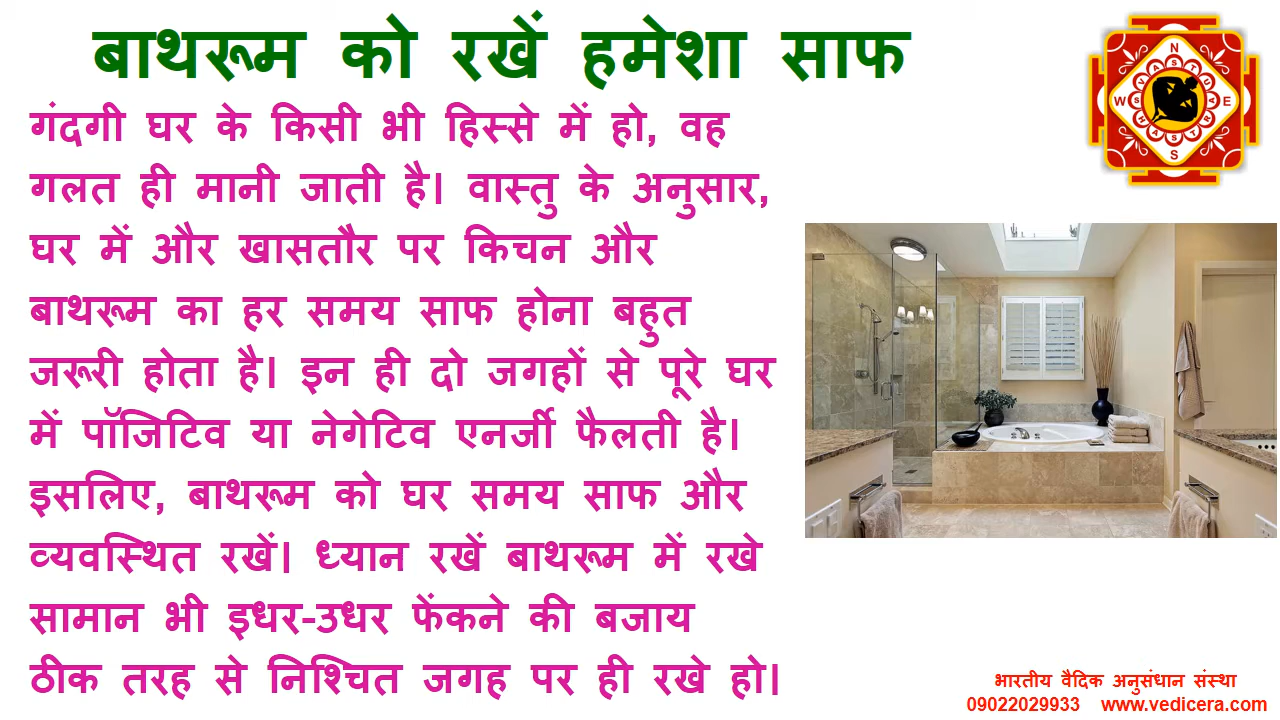 बाथरूम को रखें हमेशा साफ
गंदगी घर के किसी भी हिस्से में हो, वह
गलत ही मानी जाती है। वास्तु के अनुसार,
घर में और खासतौर पर किचन और
बाथरूम का हर समय साफ होना बहुत
जरूरी होता है। इन ही दो जगहों से पूरे घर
में पॉजिटिव या नेगेटिव एनर्जी फैलती है।
इसलिए, बाथरूम को घर समय साफ और
व्यवस्थित रखें। ध्यान रखें बाथरूम में रखे
सामान भी इधर-उधर फेंकने की बजाय
ठीक तरह से निश्चित जगह पर ही रखे हो।
N
VASTU
W
E
SHASTRA
S
भारतीय वैदिक अनुसंधान संस्था
09022029933 www.vedicera.com